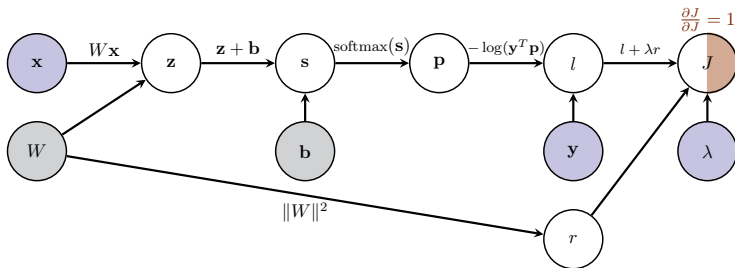 ∂J/∂J = 1
Wx
z + b
softmax(s)
− log(yᵀp)
l + λr
x
z
s
p
l
J
W
b
y
λ
‖W‖²
r